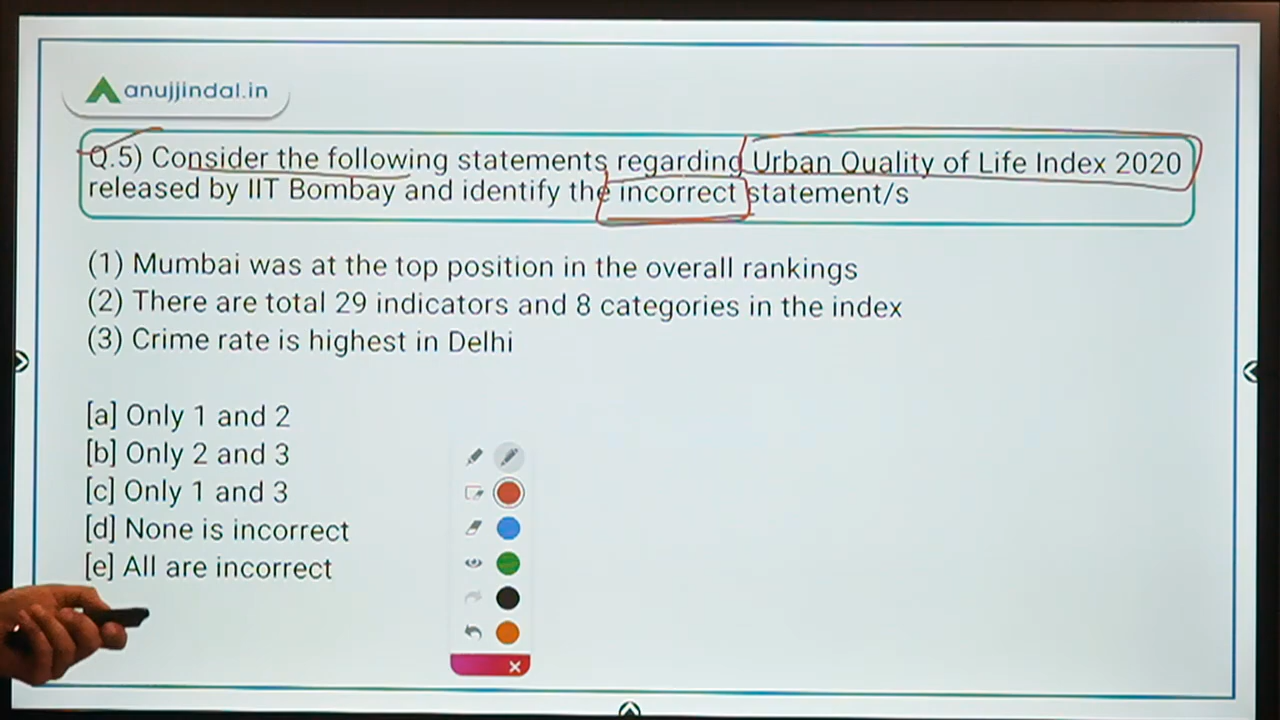 anujjindal.in
Q.5) Consider the following statements regarding Urban Quality of Life Index 2020
released by IIT Bombay and identify the incorrect statement/s
(1) Mumbai was at the top position in the overall rankings
(2) There are total 29 indicators and 8 categories in the index
(3) Crime rate is highest in Delhi
[a] Only 1 and 2
[b] Only 2 and 3
[c] Only 1 and 3
[d] None is incorrect
[e] All are incorrect